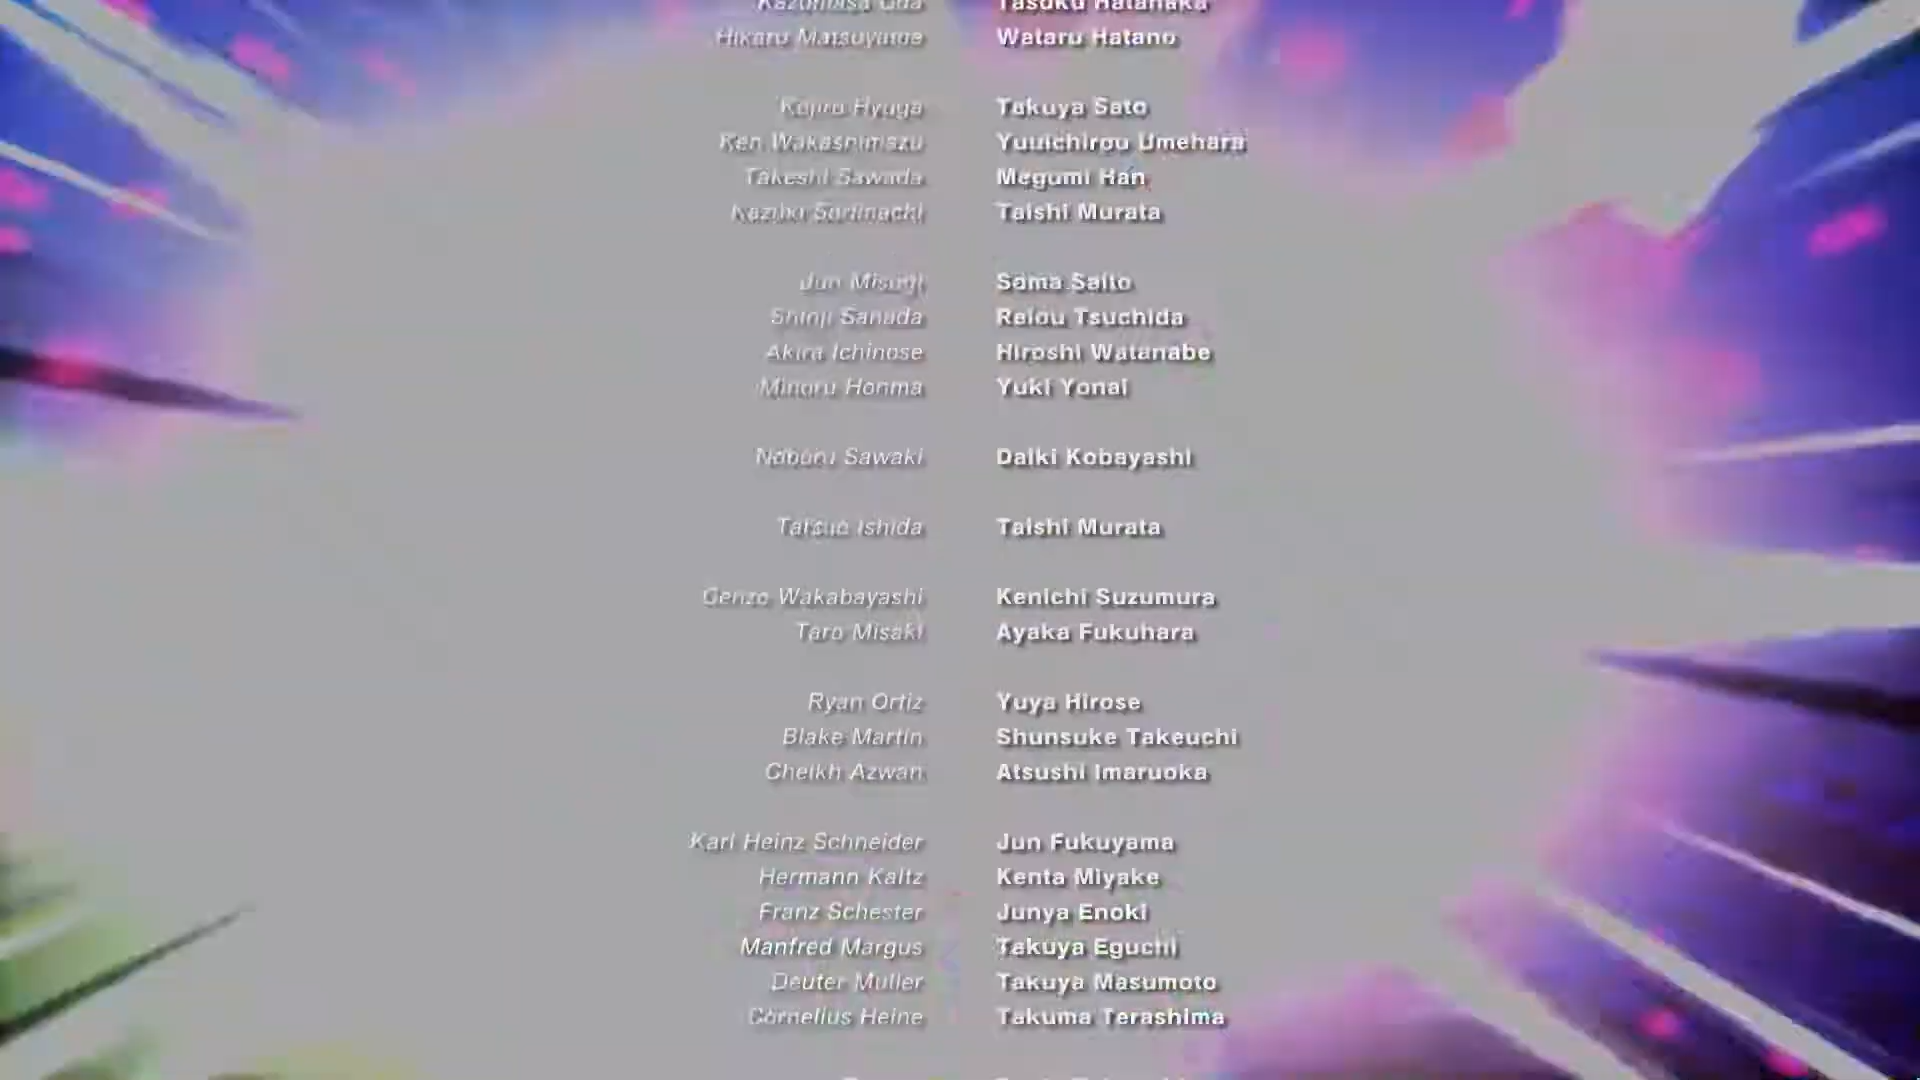 Kazumasa Oda Tasuku Hatanaka
Hikaru Matsuyama Wataru Hatano
Kojiro Hyuga Takuya Sato
Ken Wakashimazu Yuuichirou Umehara
Takeshi Sawada Megumi Han
Kazuki Sorimachi Taishi Murata
Jun Misugi Soma Saito
Shinji Sanada Reiou Tsuchida
Akira Ichinose Hiroshi Watanabe
Minoru Honma Yuki Yonai
Noboru Sawaki Daiki Kobayashi
Tatsuo Ishida Taishi Murata
Genzo Wakabayashi Kenichi Suzumura
Taro Misaki Ayaka Fukuhara
Ryan Ortiz Yuya Hirose
Blake Martin Shunsuke Takeuchi
Cheikh Azwan Atsushi Imaruoka
Karl Heinz Schneider Jun Fukuyama
Hermann Kaltz Kenta Miyake
Franz Schester Junya Enoki
Manfred Margus Takuya Eguchi
Deuter Muller Takuya Masumoto
Cornelius Heine Takuma Terashima